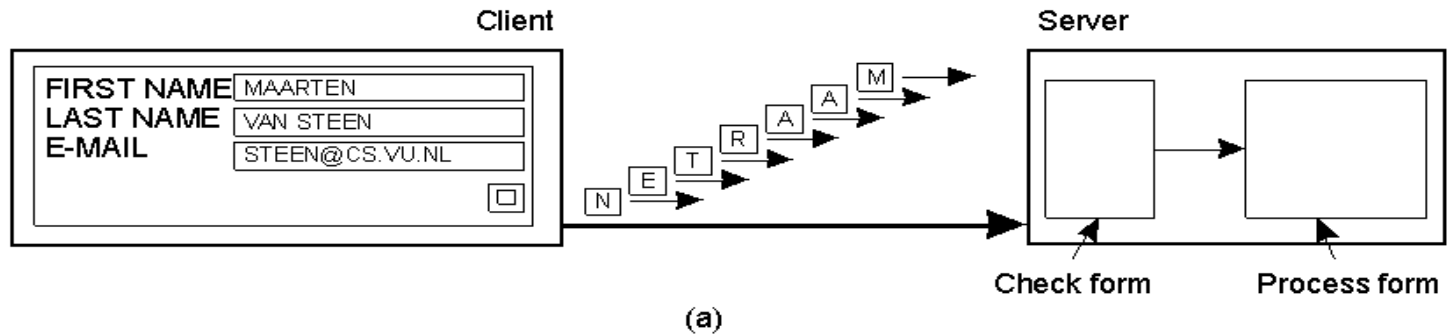 Client
Server
FIRST NAME MAARTEN
LAST NAME VAN STEEN
E-MAIL STEEN@CS.VU.NL
M
A
A
R
T
E
N
Check form
Process form
(a)